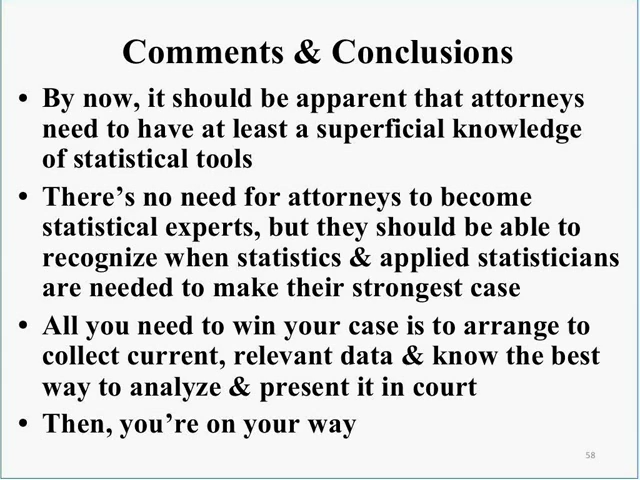 Comments & Conclusions
• By now, it should be apparent that attorneys
need to have at least a superficial knowledge
of statistical tools
• There’s no need for attorneys to become
statistical experts, but they should be able to
recognize when statistics & applied statisticians
are needed to make their strongest case
• All you need to win your case is to arrange to
collect current, relevant data & know the best
way to analyze & present it in court
• Then, you’re on your way
58